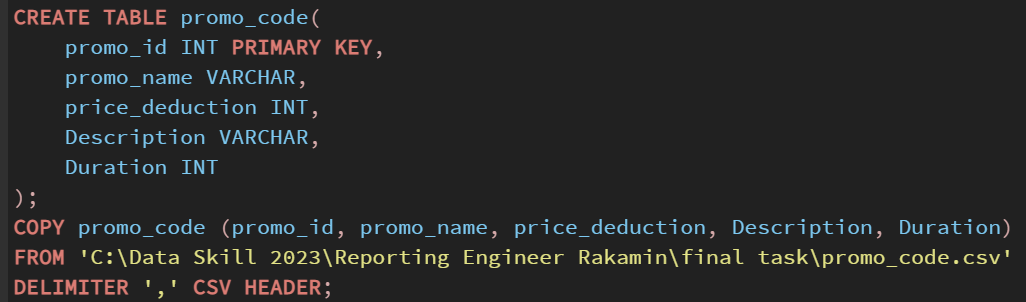 CREATE TABLE promo_code(
    promo_id INT PRIMARY KEY,
    promo_name VARCHAR,
    price_deduction INT,
    Description VARCHAR,
    Duration INT
);
COPY promo_code (promo_id, promo_name, price_deduction, Description, Duration)
FROM 'C:\Data Skill 2023\Reporting Engineer Rakamin\final task\promo_code.csv'
DELIMITER ',' CSV HEADER;